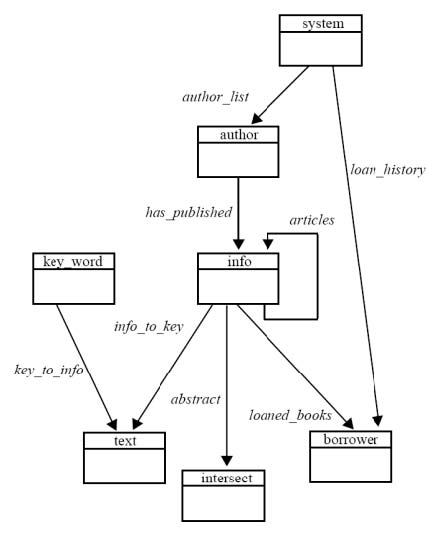 system
author_list
author
loan_history
has_published
articles
key_word
info
info_to_key
key_to_info
abstract
loaned_books
text
borrower
intersect